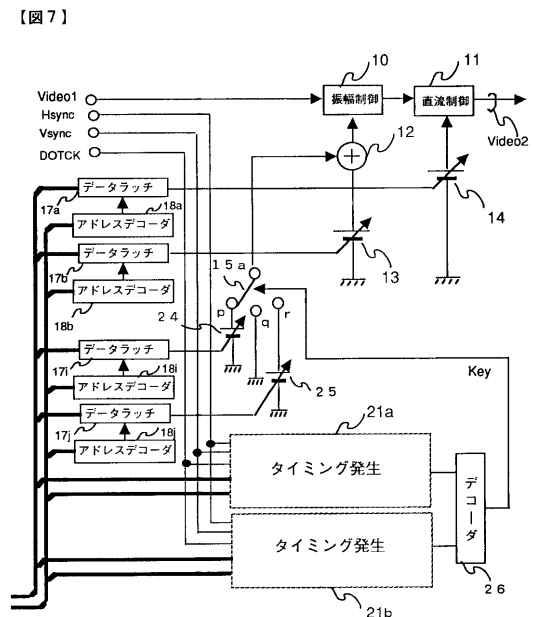 【図7】
10
11
Video1
振幅制御
直流制御
Hsync
Vsync
12
Video2
DOTCK
データラッチ
17a
18a
アドレスデコーダ
14
データラッチ
13
17b
15a
アドレスデコーダ
24
18b
p
q
r
データラッチ
17i
18i
25
アドレスデコーダ
Key
データラッチ
17j
18j
21a
アドレスデコーダ
タイミング発生
デコーダ
タイミング発生
26
21b